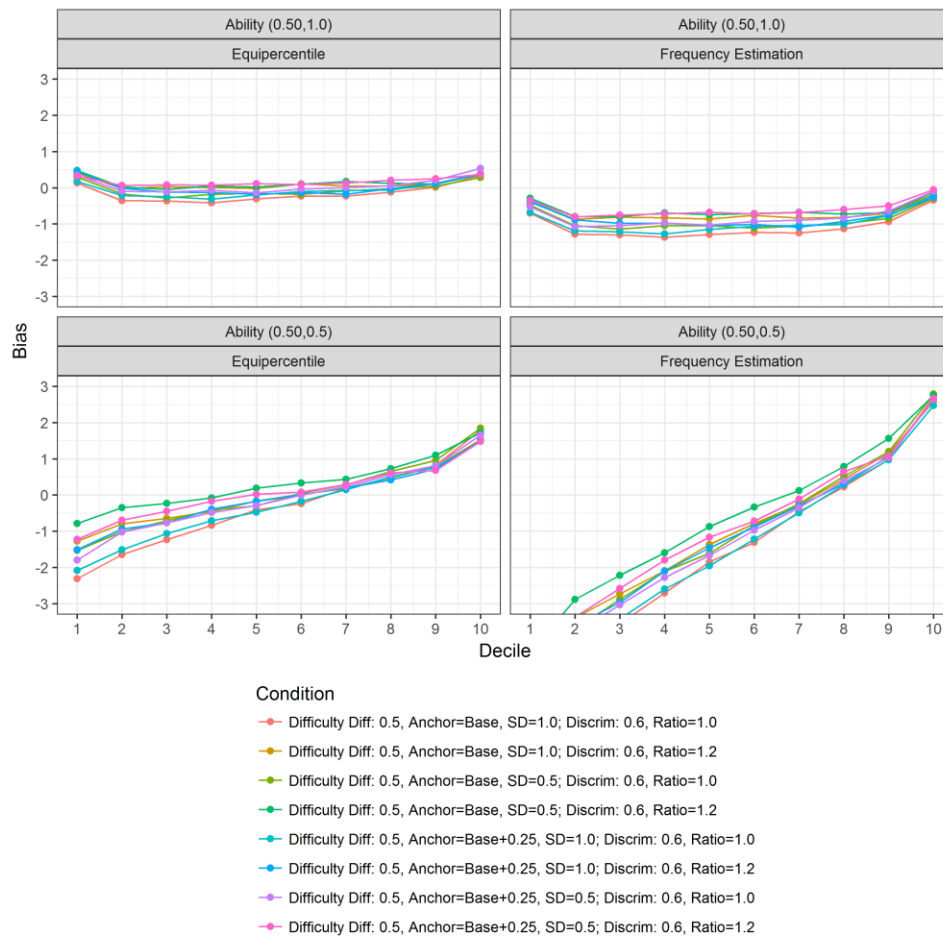 Ability (0.50,1.0)
Ability (0.50,1.0)
Equipercentile
Frequency Estimation
3
2
1
0
-1
-2
-3
Bias
Ability (0.50,0.5)
Ability (0.50,0.5)
Equipercentile
Frequency Estimation
3
2
1
0
-1
-2
-3
1 2 3 4 5 6 7 8 9 10
1 2 3 4 5 6 7 8 9 10
Decile
Condition
Difficulty Diff: 0.5, Anchor=Base, SD=1.0; Discrim: 0.6, Ratio=1.0
Difficulty Diff: 0.5, Anchor=Base, SD=1.0; Discrim: 0.6, Ratio=1.2
Difficulty Diff: 0.5, Anchor=Base, SD=0.5; Discrim: 0.6, Ratio=1.0
Difficulty Diff: 0.5, Anchor=Base, SD=0.5; Discrim: 0.6, Ratio=1.2
Difficulty Diff: 0.5, Anchor=Base+0.25, SD=1.0; Discrim: 0.6, Ratio=1.0
Difficulty Diff: 0.5, Anchor=Base+0.25, SD=1.0; Discrim: 0.6, Ratio=1.2
Difficulty Diff: 0.5, Anchor=Base+0.25, SD=0.5; Discrim: 0.6, Ratio=1.0
Difficulty Diff: 0.5, Anchor=Base+0.25, SD=0.5; Discrim: 0.6, Ratio=1.2